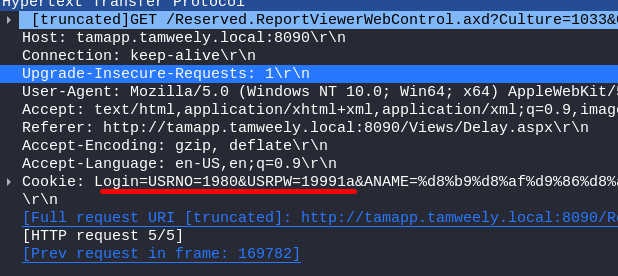 Hypertext Transfer Protocol
[truncated]GET /Reserved.ReportViewerWebControl.axd?Culture=1033&
Host: tamapp.tamweely.local:8090\r\n
Connection: keep-alive\r\n
Upgrade-Insecure-Requests: 1\r\n
User-Agent: Mozilla/5.0 (Windows NT 10.0; Win64; x64) AppleWebKit/5
Accept: text/html,application/xhtml+xml,application/xml;q=0.9,imag
Referer: http://tamapp.tamweely.local:8090/Views/Delay.aspx\r\n
Accept-Encoding: gzip, deflate\r\n
Accept-Language: en-US,en;q=0.9\r\n
Cookie: Login=USRNO=1980&USRPW=19991a&ANAME=%d8%b9%d8%af%d9%86%d8%a
\r\n
[Full request URI [truncated]: http://tamapp.tamweely.local:8090/Re
[HTTP request 5/5]
[Prev request in frame: 169782]